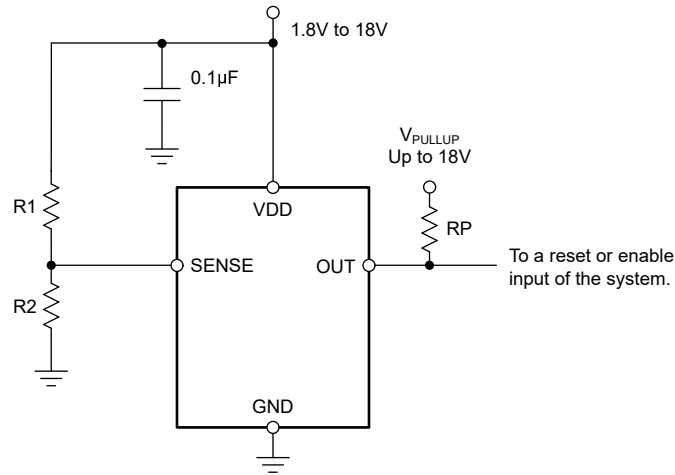 1.8V to 18V
0.1µF
VPULLUP
Up to 18V
R1
VDD
RP
SENSE
OUT
To a reset or enable
input of the system.
R2
GND